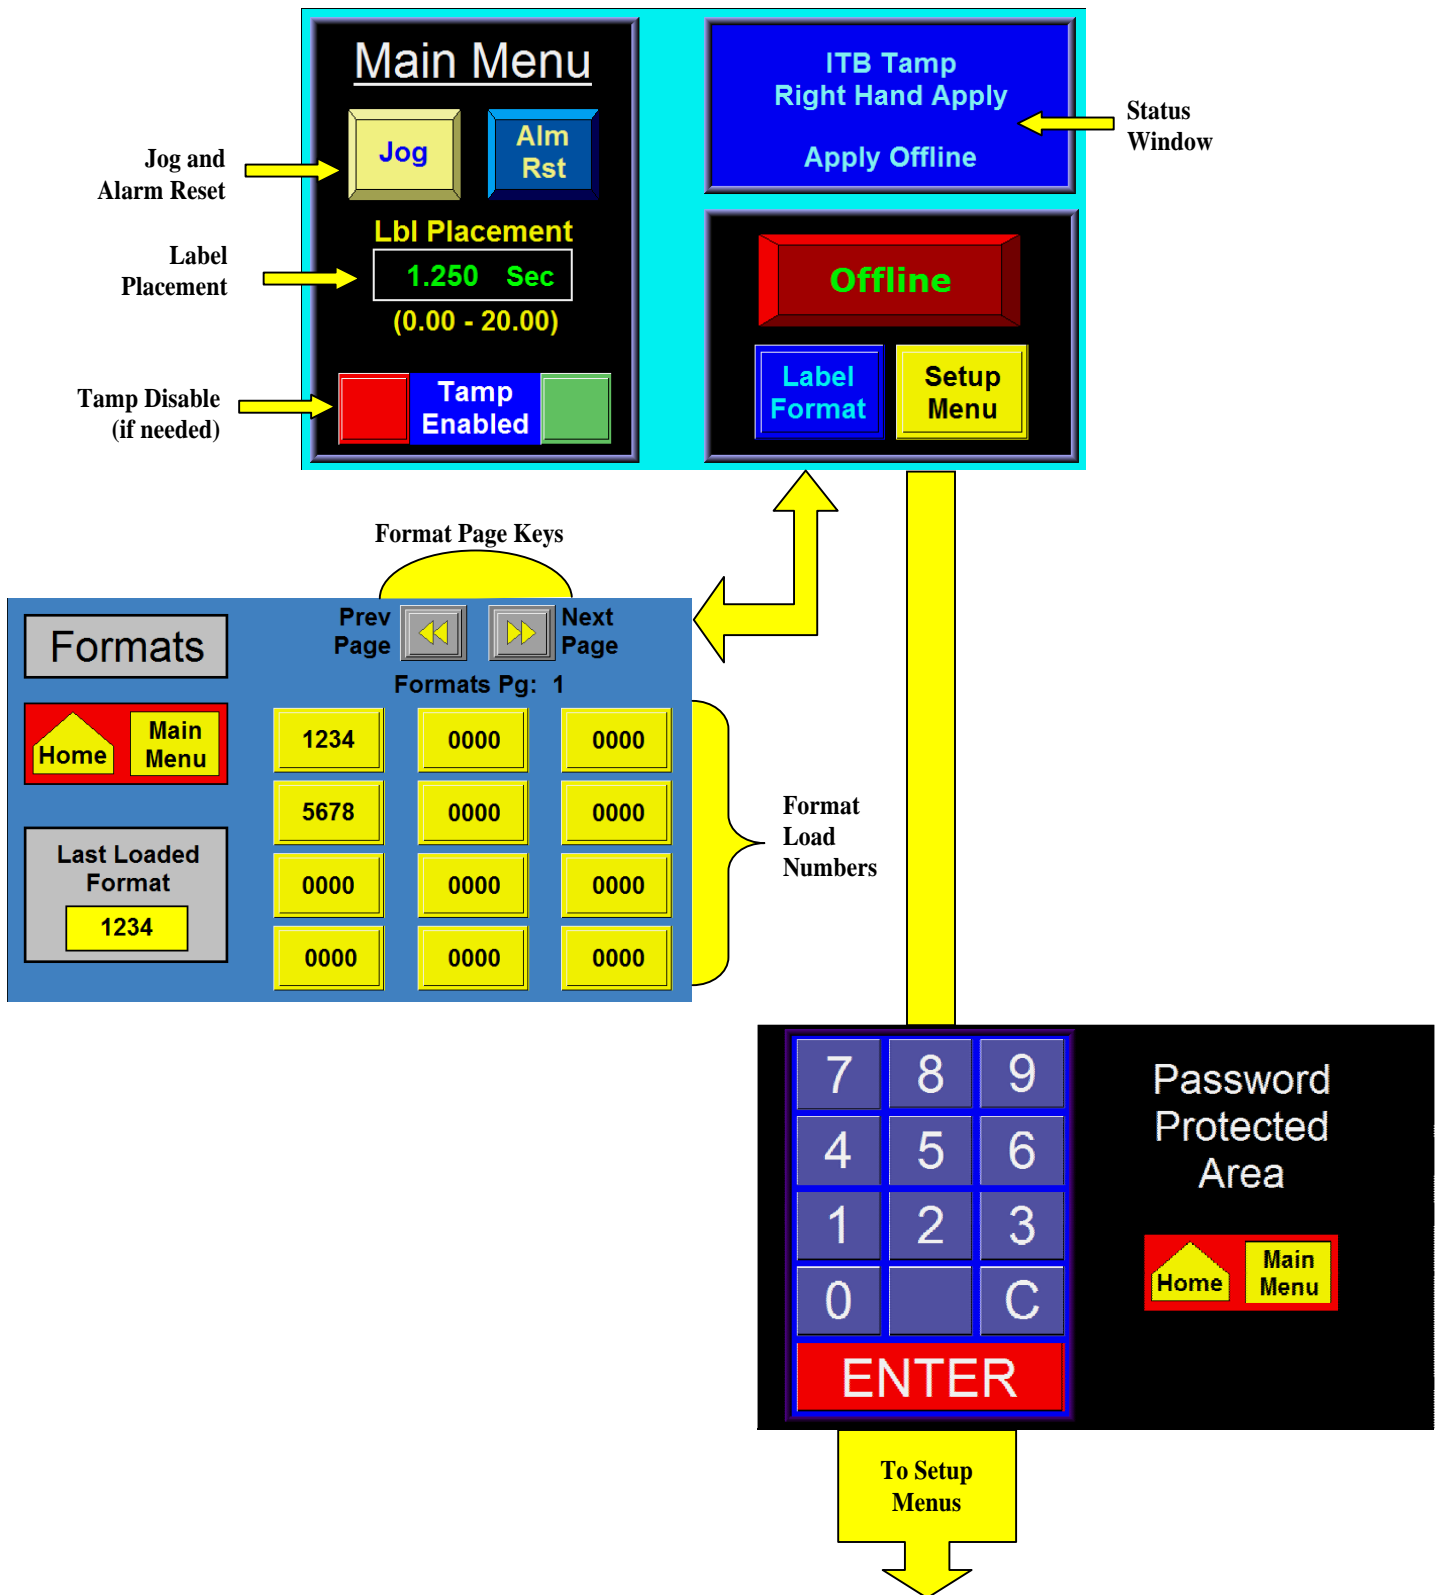 Main Menu
Jog
Alm
Rst
Lbl Placement
1.250 Sec
(0.00 - 20.00)
Tamp
Enabled
ITB Tamp
Right Hand Apply
Apply Offline
Offline
Label
Format
Setup
Menu
Status
Window
Jog and
Alarm Reset
Label
Placement
Tamp Disable
(if needed)
Format Page Keys
Formats
Prev
Page
Next
Page
Formats Pg: 1
Home
Main
Menu
Last Loaded
Format
1234
1234 0000 0000
5678 0000 0000
0000 0000 0000
0000 0000 0000
Format
Load
Numbers
7 8 9
4 5 6
1 2 3
0 C
ENTER
Password
Protected
Area
Home
Main
Menu
To Setup
Menus